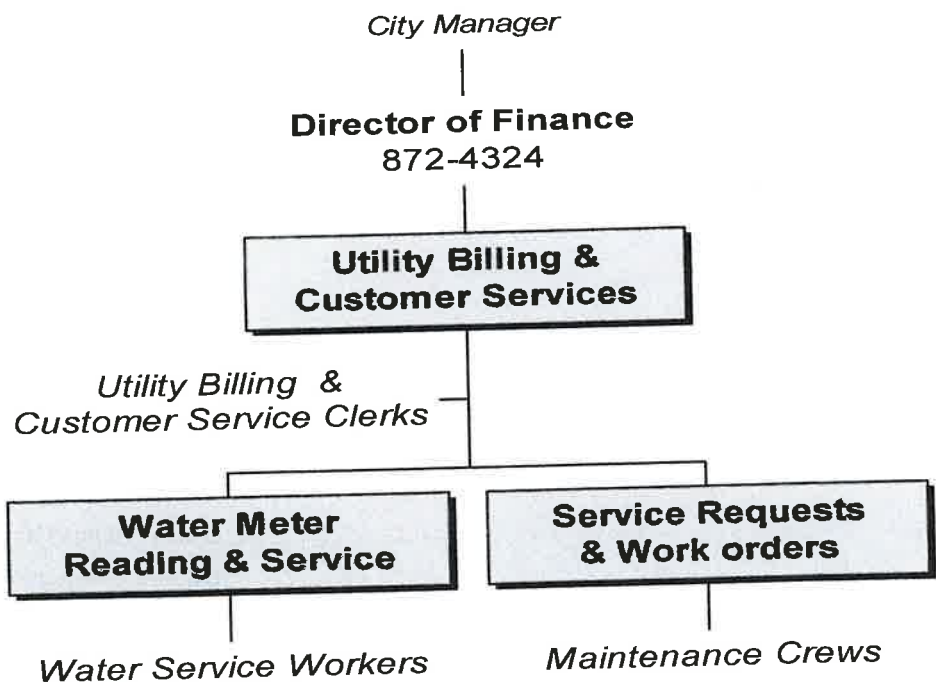 City Manager
Director of Finance
872-4324
Utility Billing &
Customer Services
Utility Billing &
Customer Service Clerks
Water Meter
Reading & Service
Service Requests
& Work orders
Water Service Workers
Maintenance Crews